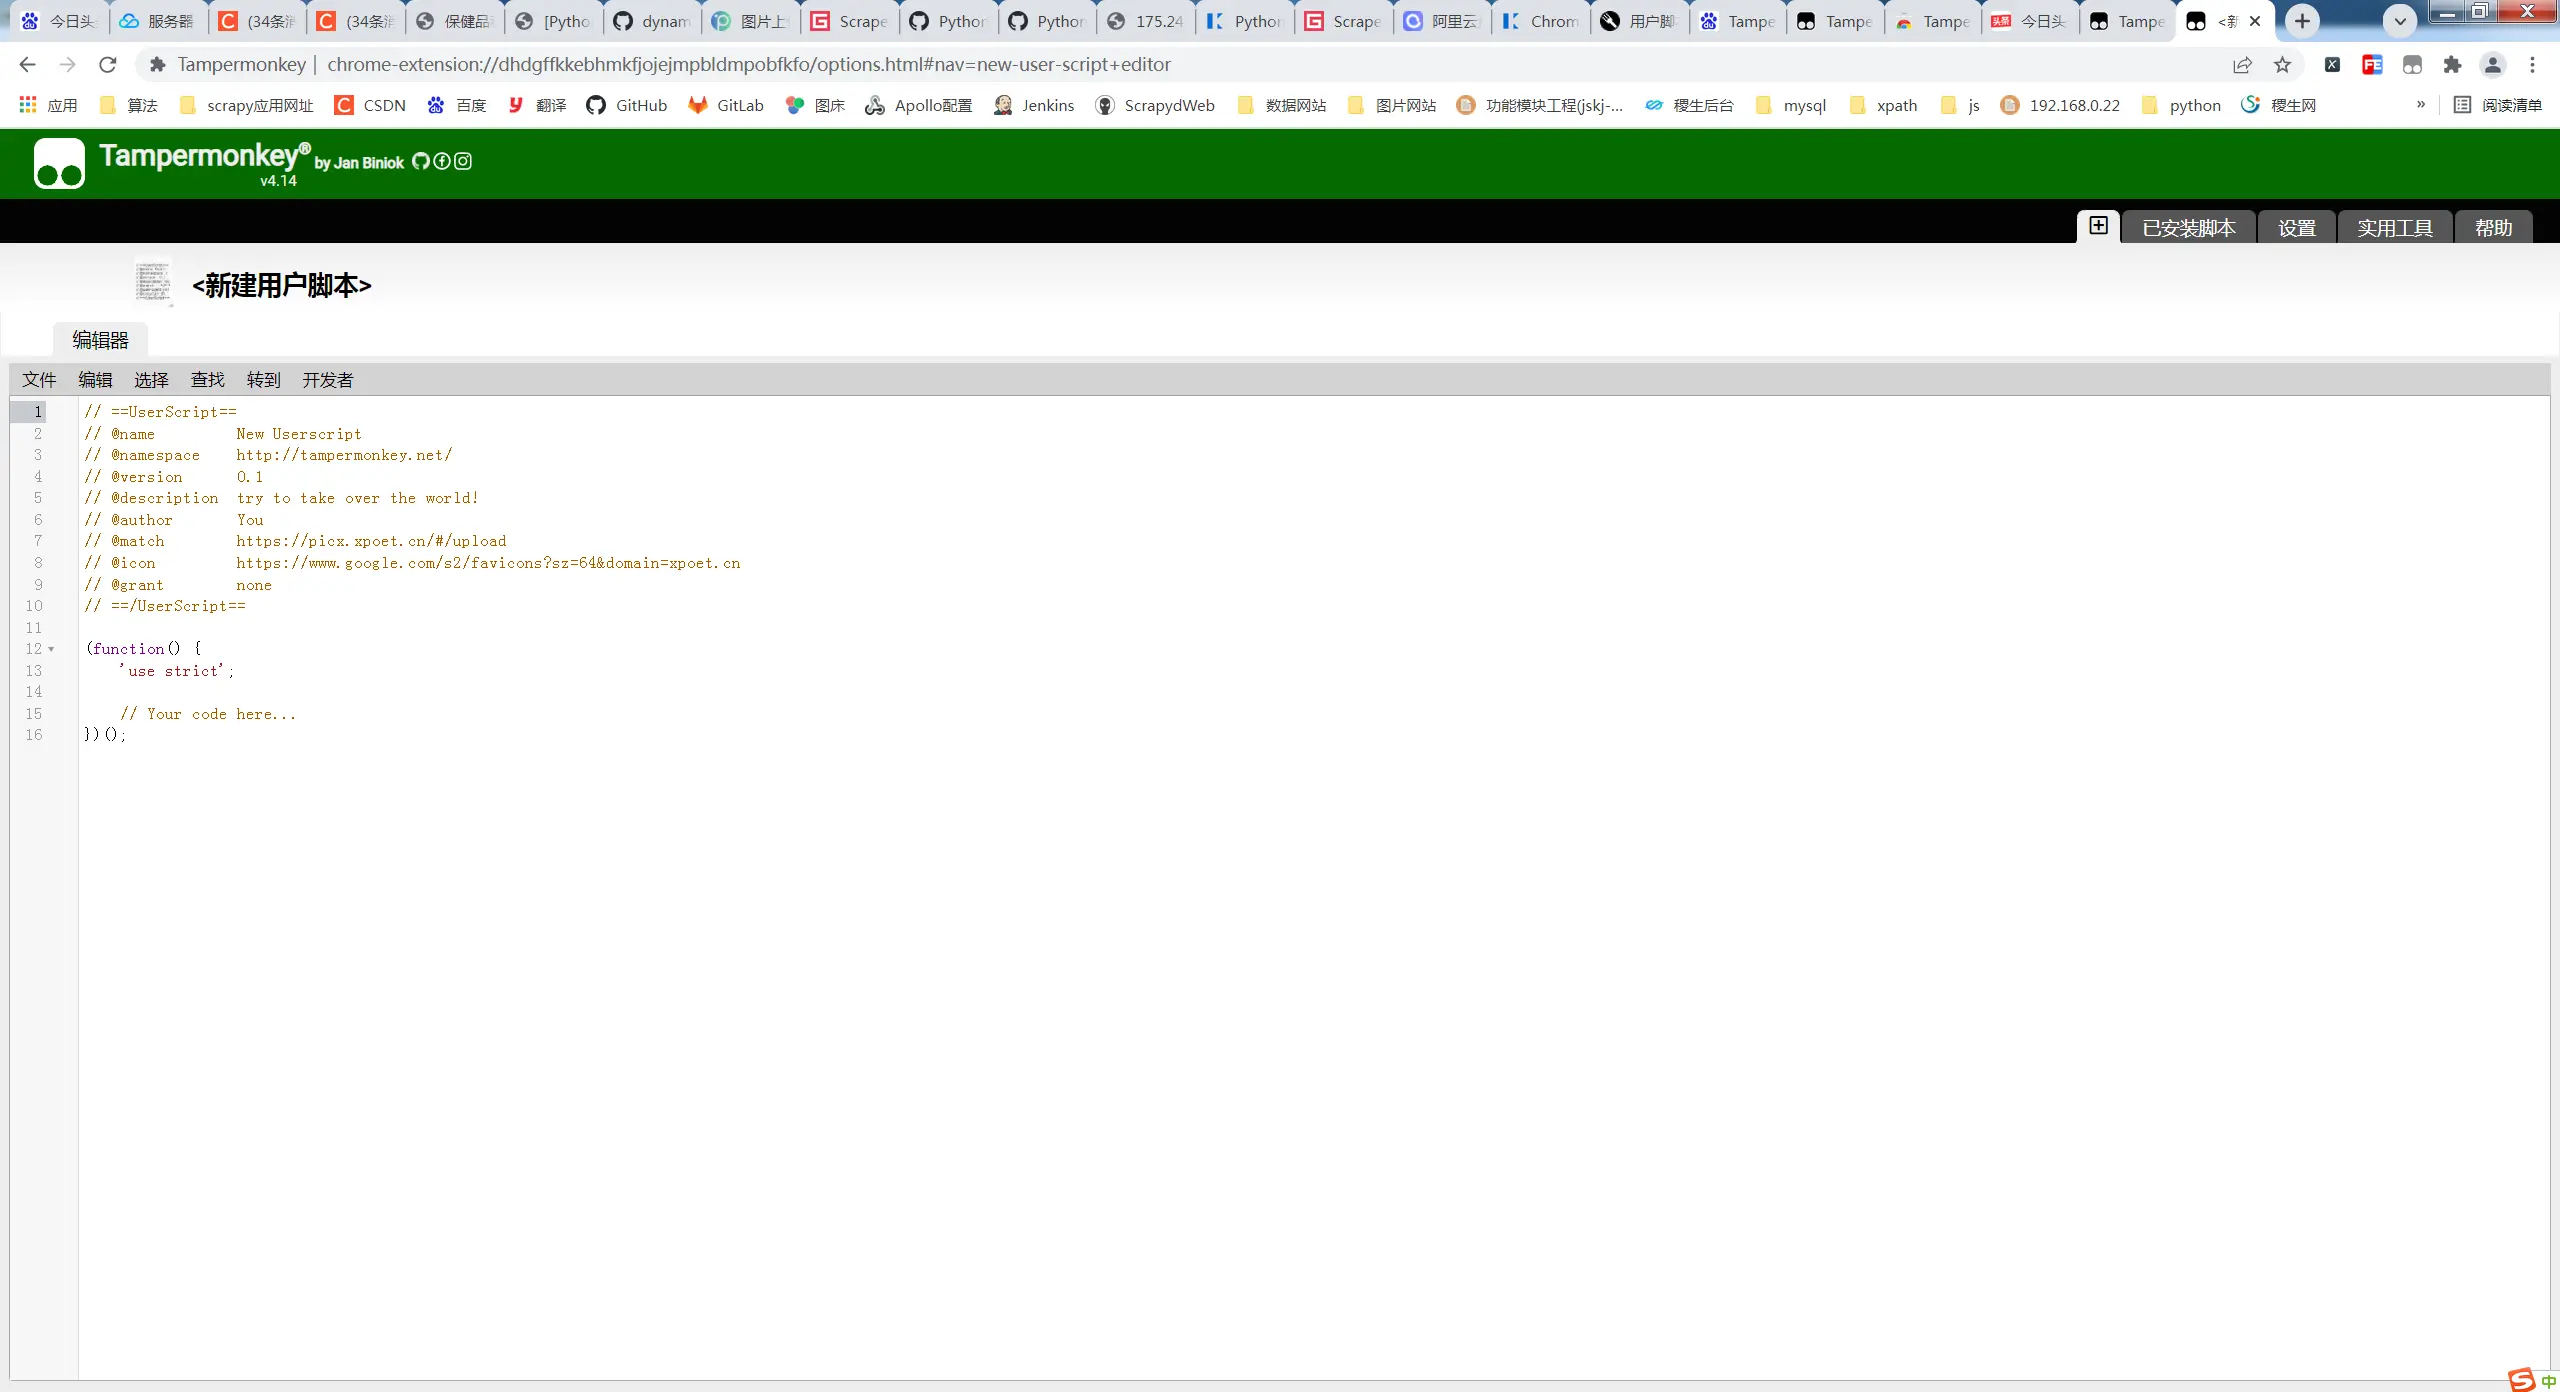 今日头 服务器 (34条消 (34条消 保健品 [Pytho dynam 图片上 Scrape Python Python 175.24 Python Scrape 阿里云 Chrom 用户脚 Tampe Tampe Tampe 今日头 Tampe <新
Tampermonkey | chrome-extension://dhdgffkkebhmkfjojejmpbldmpobfkfo/options.html#nav=new-user-script+editor
应用 算法 scrapy应用网址 CSDN 百度 翻译 GitHub GitLab 图床 Apollo配置 Jenkins ScrapydWeb 数据网站 图片网站 功能模块工程(jskj-... 稷生后台 mysql xpath js 192.168.0.22 python 稷生网 » 阅读清单
Tampermonkey® by Jan Biniok
v4.14
已安装脚本 设置 实用工具 帮助
<新建用户脚本>
编辑器
文件 编辑 选择 查找 转到 开发者
1 // ==UserScript==
2 // @name New Userscript
3 // @namespace http://tampermonkey.net/
4 // @version 0.1
5 // @description try to take over the world!
6 // @author You
7 // @match https://picx.xpoet.cn/#/upload
8 // @icon https://www.google.com/s2/favicons?sz=64&domain=xpoet.cn
9 // @grant none
10 // ==/UserScript==
11
12 (function() {
13 'use strict';
14
15 // Your code here...
16 })();
中